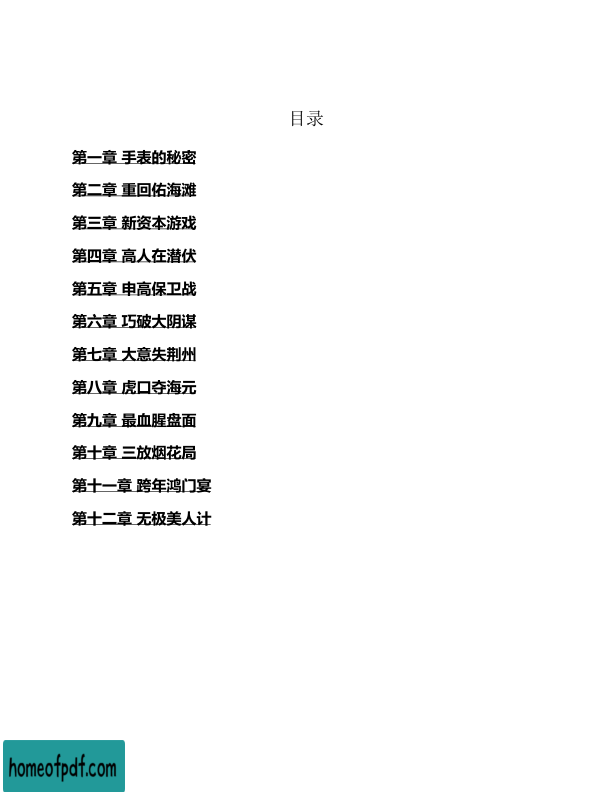 目录
第一章 手表的秘密
第二章 重回佑海滩
第三章 新资本游戏
第四章 高人在潜伏
第五章 申高保卫战
第六章 巧破大阴谋
第七章 大意失荆州
第八章 虎口夺海元
第九章 最血腥盘面
第十章 三放烟花局
第十一章 跨年鸿门宴
第十二章 无极美人计
homeofpdf.com